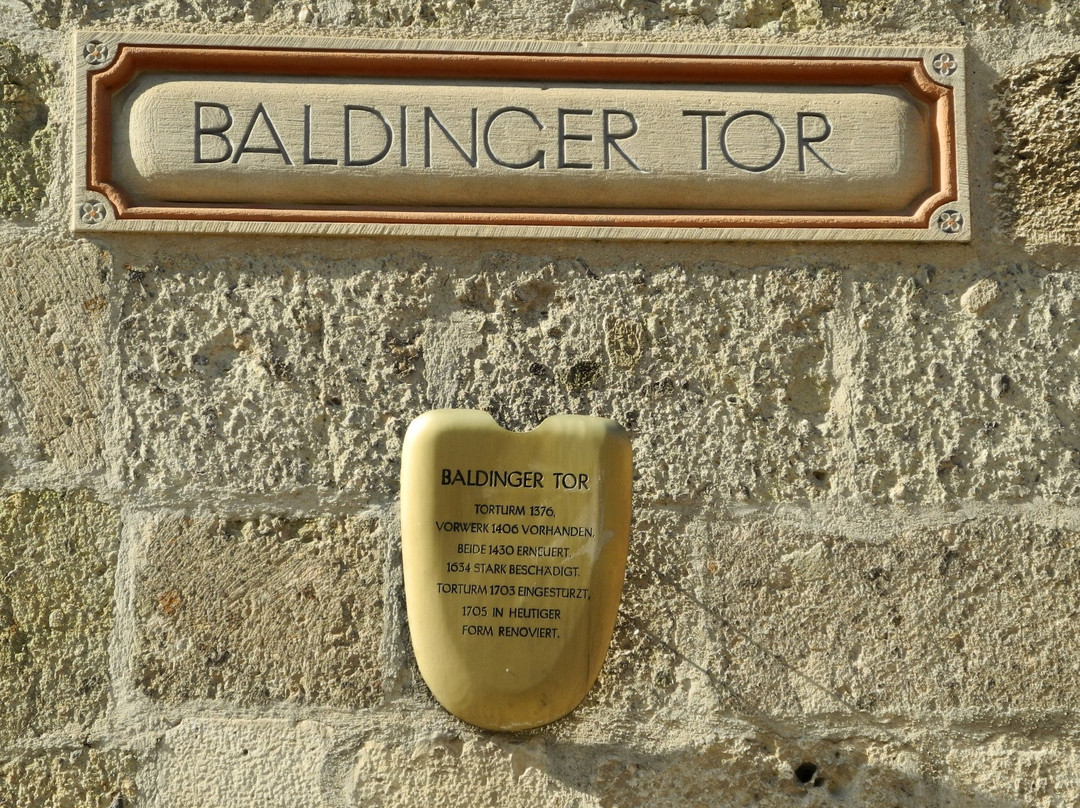 BALDINGER TOR
BALDINGER TOR
TORTURM 1376,
VORWERK 1406 VORHANDEN,
BEIDE 1430 ERNEUERT,
1634 STARK BESCHÄDIGT.
TORTURM 1703 EINGESTÜRZT,
1705 IN HEUTIGER
FORM RENOVIERT.